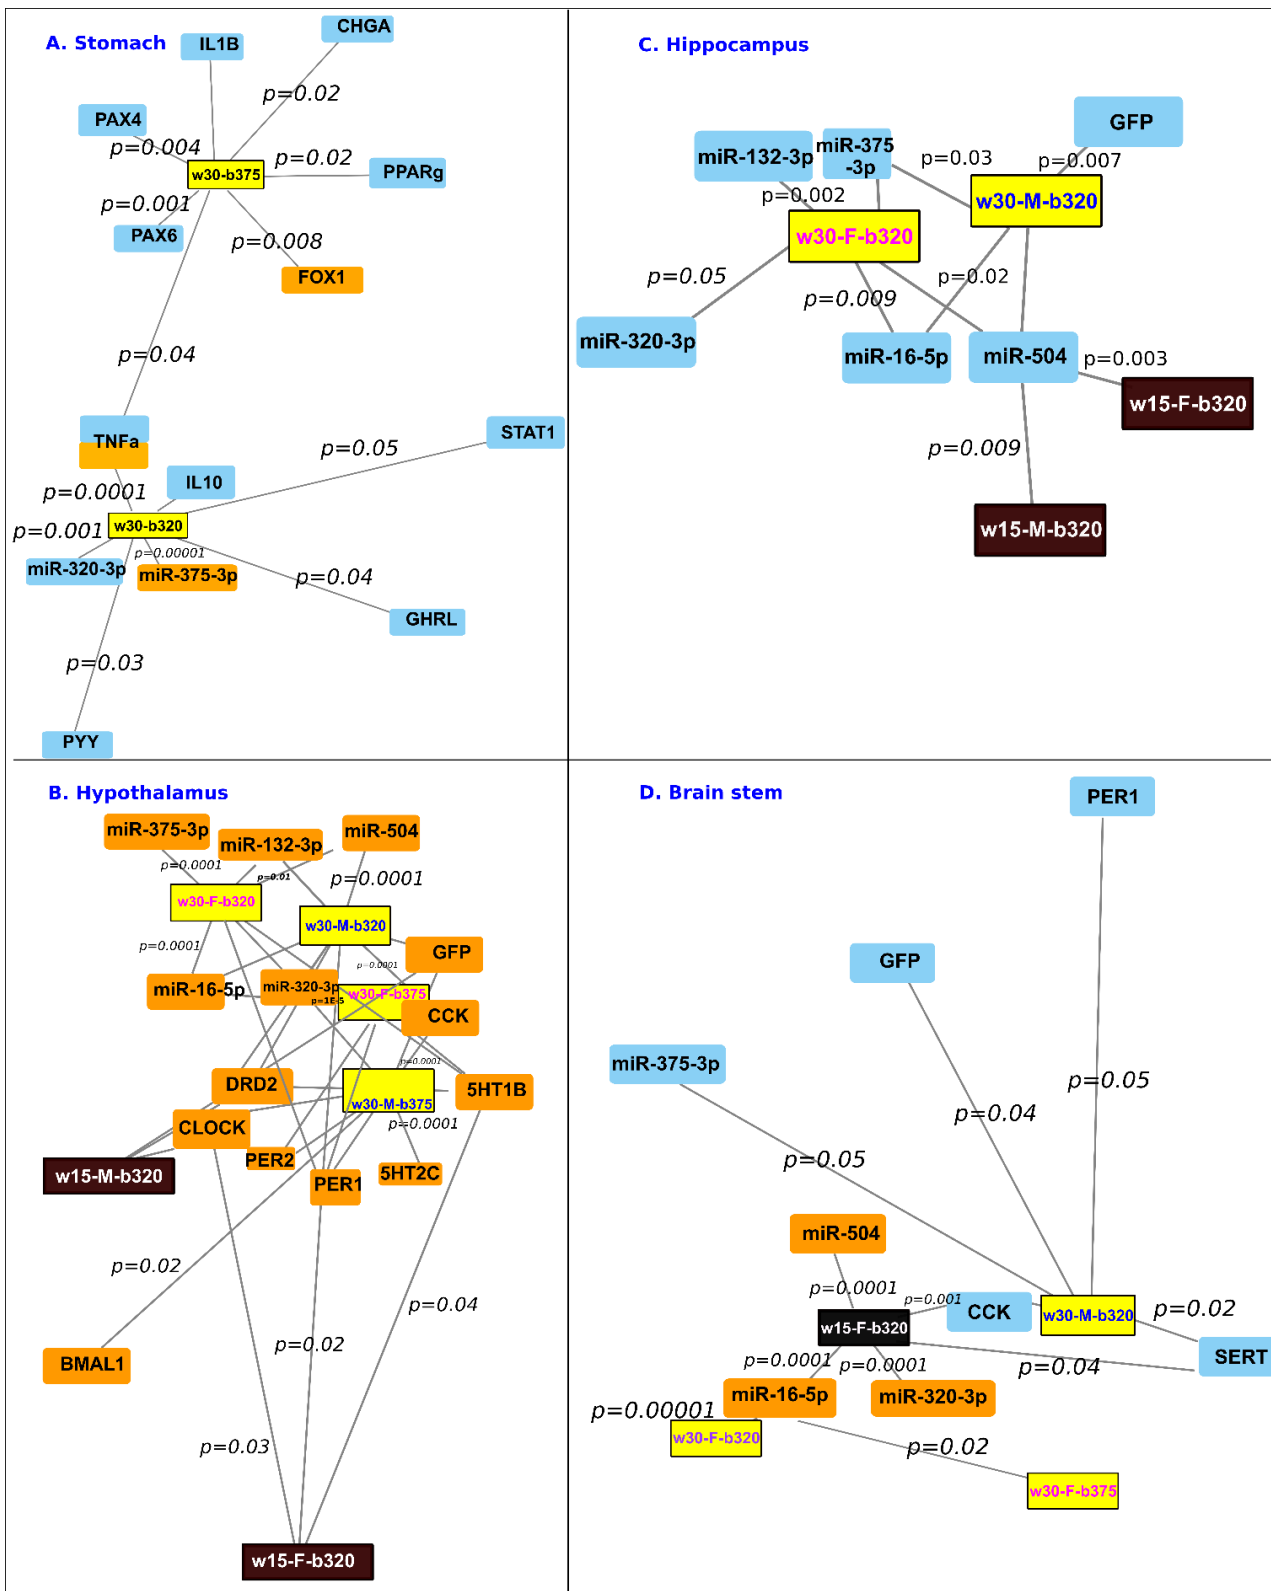 A. Stomach
IL1B
CHGA
p=0.02
PAX4
p=0.004
p=0.02
w30-b375
PPARg
p=0.001
PAX6
p=0.008
FOX1
p=0.04
TNFa
STAT1
p=0.05
IL10
p=0.0001
w30-b320
p=0.001
p=0.00001
miR-320-3p
miR-375-3p
p=0.04
GHRL
p=0.03
PYY
C. Hippocampus
GFP
miR-132-3p
miR-375
-3p
p=0.03
p=0.007
p=0.002
w30-M-b320
w30-F-b320
p=0.05
p=0.02
p=0.009
miR-320-3p
miR-16-5p
miR-504
p=0.003
w15-F-b320
p=0.009
w15-M-b320
B. Hypothalamus
miR-375-3p
miR-132-3p
miR-504
p=0.0001
p=0.01
p=0.0001
w30-F-b320
w30-M-b320
p=0.0001
GFP
p=0.0001
miR-16-5p
miR-320-3p
w30-F-b375
p=1E-5
CCK
p=0.0001
DRD2
5HT1B
w30-M-b375
CLOCK
p=0.0001
PER2
w15-M-b320
5HT2C
PER1
p=0.02
p=0.04
p=0.02
BMAL1
p=0.03
w15-F-b320
D. Brain stem
PER1
GFP
miR-375-3p
p=0.05
p=0.04
p=0.05
miR-504
p=0.0001
p=0.001
CCK
w30-M-b320
p=0.02
w15-F-b320
SERT
p=0.0001
p=0.0001
p=0.04
miR-16-5p
miR-320-3p
p=0.00001
w30-F-b320
p=0.02
w30-F-b375